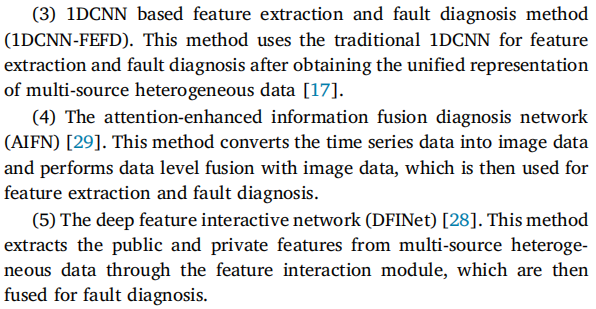 (3) 1DCNN based feature extraction and fault diagnosis method
(1DCNN-FEFD). This method uses the traditional 1DCNN for feature
extraction and fault diagnosis after obtaining the unified representation
of multi-source heterogeneous data [17].
(4) The attention-enhanced information fusion diagnosis network
(AIFN) [29]. This method converts the time series data into image data
and performs data level fusion with image data, which is then used for
feature extraction and fault diagnosis.
(5) The deep feature interactive network (DFINet) [28]. This method
extracts the public and private features from multi-source heteroge-
neous data through the feature interaction module, which are then
fused for fault diagnosis.